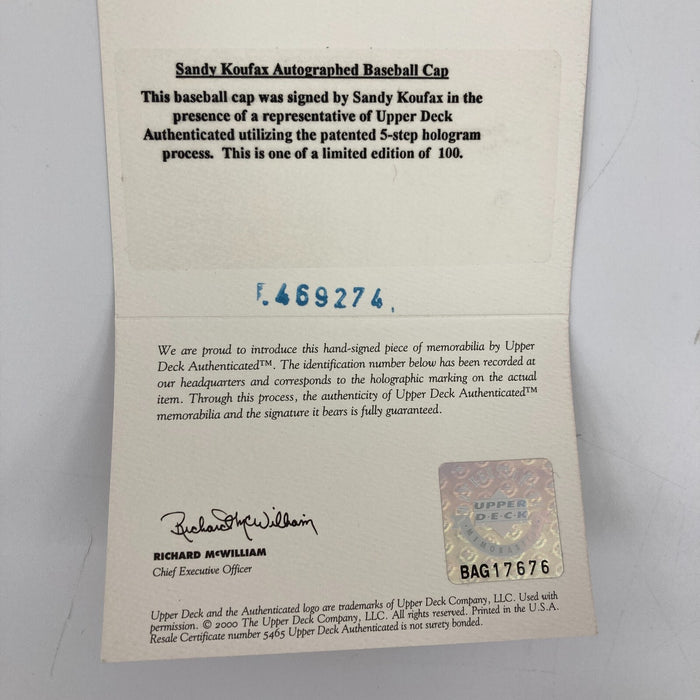 Sandy Koufax Autographed Baseball Cap
This baseball cap was signed by Sandy Koufax in the
presence of a representative of Upper Deck
Authenticated utilizing the patented 5-step hologram
process. This is one of a limited edition of 100.
469274
We are proud to introduce this hand-signed piece of memorabilia by Upper
Deck Authenticated™. The identification number below has been recorded at
our headquarters and corresponds to the holographic marking on the actual
item. Through this process, the authenticity of Upper Deck Authenticated™
memorabilia and the signature it bears is fully guaranteed.
Richard McWilliam
RICHARD McWILLIAM
Chief Executive Officer
UPPER
D·E·C·K
MEMORABILIA
BAG17676
Upper Deck and the Authenticated logo are trademarks of Upper Deck Company, LLC. Used with
permission. © 2000 The Upper Deck Company, LLC. All rights reserved. Printed in the U.S.A.
Resale Certificate number 5465 Upper Deck Authenticated is not surety bonded.